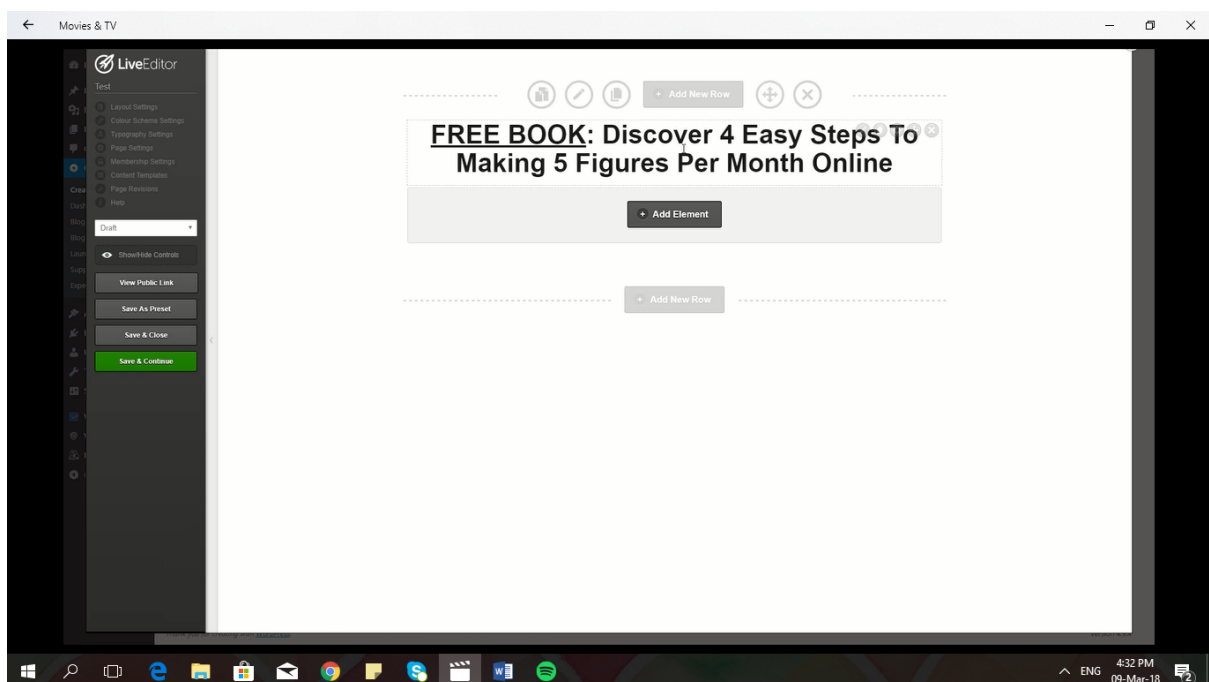 Movies & TV
LiveEditor
Test
Layout Settings
Colour Scheme Settings
Typography Settings
Page Settings
Membership Settings
Content Templates
Page Revisions
Help
Draft
Show/Hide Controls
View Public Link
Save As Preset
Save & Close
Save & Continue
Add New Row
FREE BOOK: Discover 4 Easy Steps To
Making 5 Figures Per Month Online
Add Element
Add New Row
ENG
4:32 PM
09-Mar-18
2